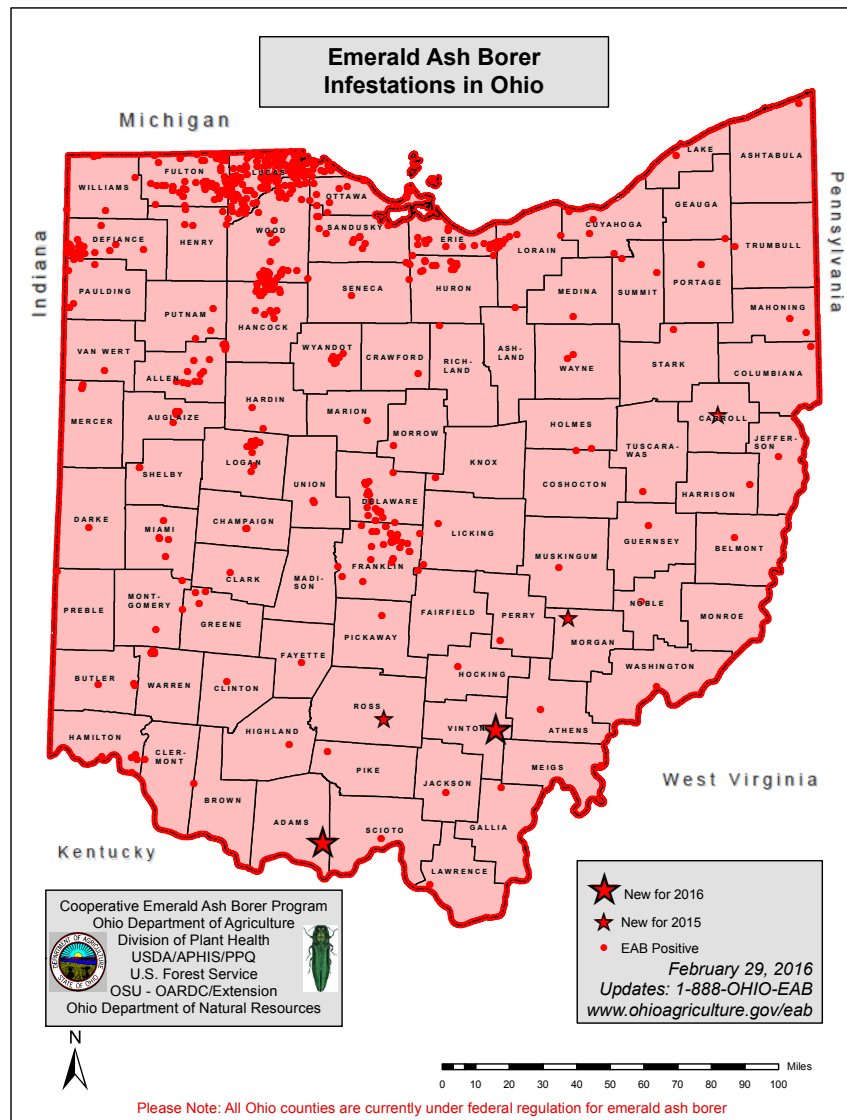 Emerald Ash Borer
Infestations in Ohio
Michigan
Indiana
Pennsylvania
West Virginia
Kentucky
LAKE
ASHTABULA
GEAUGA
FULTON
LUCAS
WILLIAMS
OTTAWA
CUYAHOGA
SANDUSKY
ERIE
WOOD
DEFIANCE
HENRY
LORAIN
TRUMBULL
PORTAGE
SUMMIT
MEDINA
HURON
SENECA
PAULDING
PUTNAM
MAHONING
HANCOCK
VAN WERT
WYANDOT
CRAWFORD
RICH-
LAND
ASH-
LAND
WAYNE
STARK
COLUMBIANA
ALLEN
HARDIN
MARION
MERCER
AUGLAIZE
MORROW
HOLMES
CARROLL
JEFFER-
SON
TUSCARA-
WAS
KNOX
LOGAN
UNION
SHELBY
COSHOCTON
HARRISON
DELAWARE
DARKE
MIAMI
CHAMPAIGN
LICKING
GUERNSEY
BELMONT
MUSKINGUM
FRANKLIN
CLARK
MADI-
SON
PREBLE
MONT-
GOMERY
GREENE
FAIRFIELD
PERRY
NOBLE
MONROE
MORGAN
PICKAWAY
FAYETTE
WASHINGTON
HOCKING
BUTLER
WARREN
CLINTON
ROSS
VINTON
ATHENS
HAMILTON
CLER-
MONT
HIGHLAND
MEIGS
PIKE
JACKSON
BROWN
ADAMS
SCIOTO
GALLIA
LAWRENCE
Cooperative Emerald Ash Borer Program
Ohio Department of Agriculture
Division of Plant Health
USDA/APHIS/PPQ
U.S. Forest Service
OSU - OARDC/Extension
Ohio Department of Natural Resources
DEPARTMENT OF AGRICULTURE
STATE OF OHIO
New for 2016
New for 2015
EAB Positive
February 29, 2016
Updates: 1-888-OHIO-EAB
www.ohioagriculture.gov/eab
N
Miles
0 10 20 30 40 50 60 70 80 90 100
Please Note: All Ohio counties are currently under federal regulation for emerald ash borer